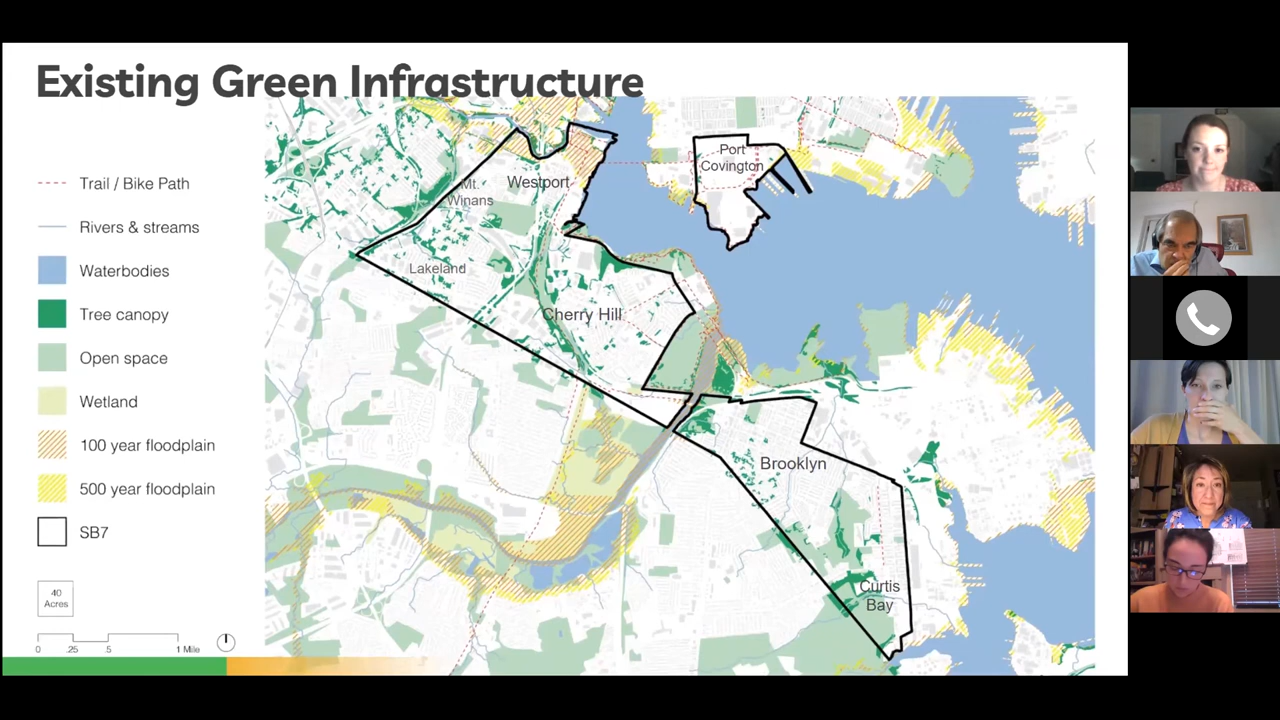 Existing Green Infrastructure
Trail / Bike Path
Rivers & streams
Waterbodies
Tree canopy
Open space
Wetland
100 year floodplain
500 year floodplain
SB7
40
Acres
0 .25 .5 1 Mile
Port
Covington
Westport
Mt.
Winans
Lakeland
Cherry Hill
Brooklyn
Curtis
Bay